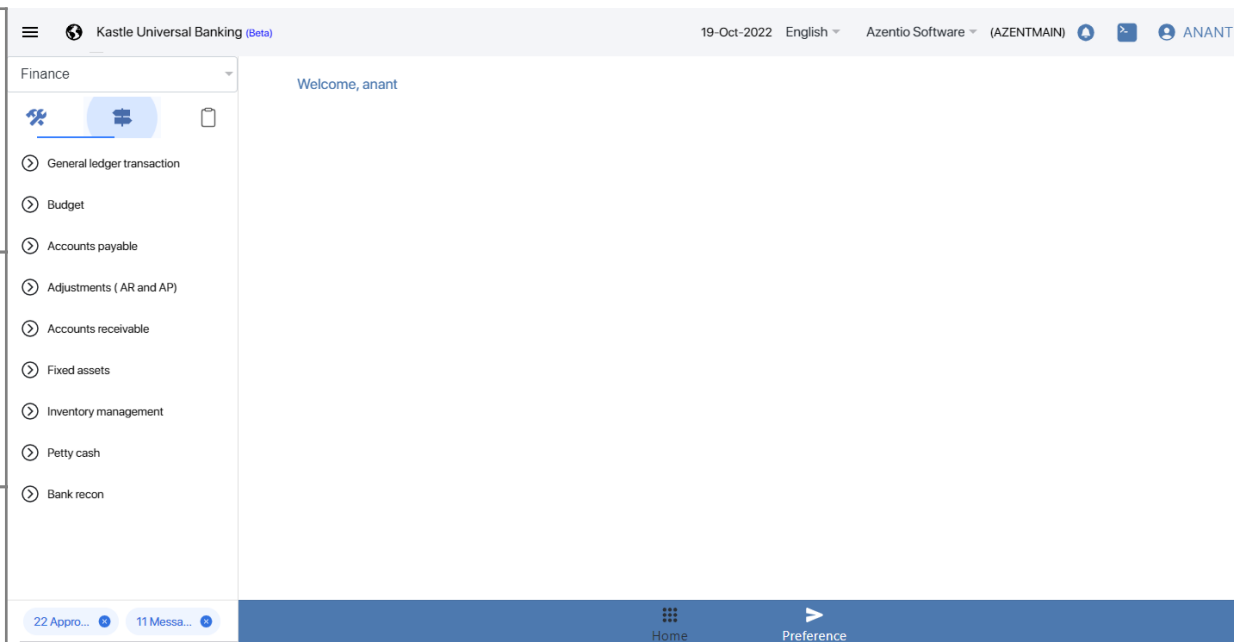 Kastle Universal Banking (Beta) 19-Oct-2022 English Azentio Software (AZENTMAIN) ANANT
Finance
Welcome, anant
General ledger transaction
Budget
Accounts payable
Adjustments ( AR and AP)
Accounts receivable
Fixed assets
Inventory management
Petty cash
Bank recon
22 Appro... 11 Messa...
Home Preference